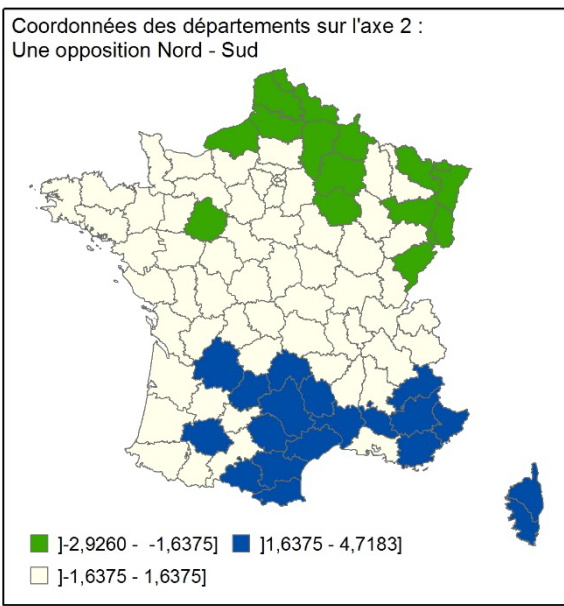 Coordonnées des départements sur l'axe 2 :
Une opposition Nord - Sud
]-2,9260 - -1,6375] ]1,6375 - 4,7183]
]-1,6375 - 1,6375]